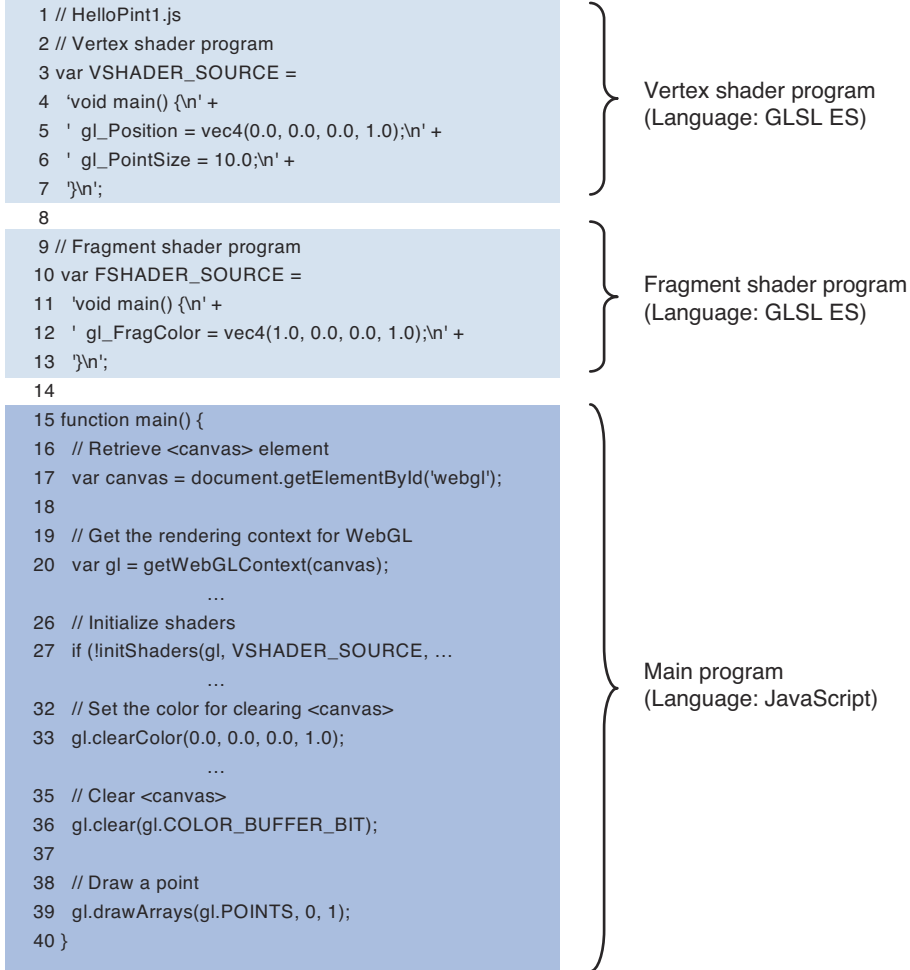 1 // HelloPint1.js
2 // Vertex shader program
3 var VSHADER_SOURCE =
4 ‘void main() {\n' +
5 ' gl_Position = vec4(0.0, 0.0, 0.0, 1.0);\n' +
6 ' gl_PointSize = 10.0;\n' +
7 '}\n';
8
Vertex shader program
(Language: GLSL ES)
9 // Fragment shader program
10 var FSHADER_SOURCE =
11 'void main() {\n' +
12 ' gl_FragColor = vec4(1.0, 0.0, 0.0, 1.0);\n' +
13 '}\n';
14
Fragment shader program
(Language: GLSL ES)
15 function main() {
16 // Retrieve <canvas> element
17 var canvas = document.getElementById('webgl');
18
19 // Get the rendering context for WebGL
20 var gl = getWebGLContext(canvas);
…
26 // Initialize shaders
27 if (!initShaders(gl, VSHADER_SOURCE, …
…
32 // Set the color for clearing <canvas>
33 gl.clearColor(0.0, 0.0, 0.0, 1.0);
…
35 // Clear <canvas>
36 gl.clear(gl.COLOR_BUFFER_BIT);
37
38 // Draw a point
39 gl.drawArrays(gl.POINTS, 0, 1);
40 }
Main program
(Language: JavaScript)